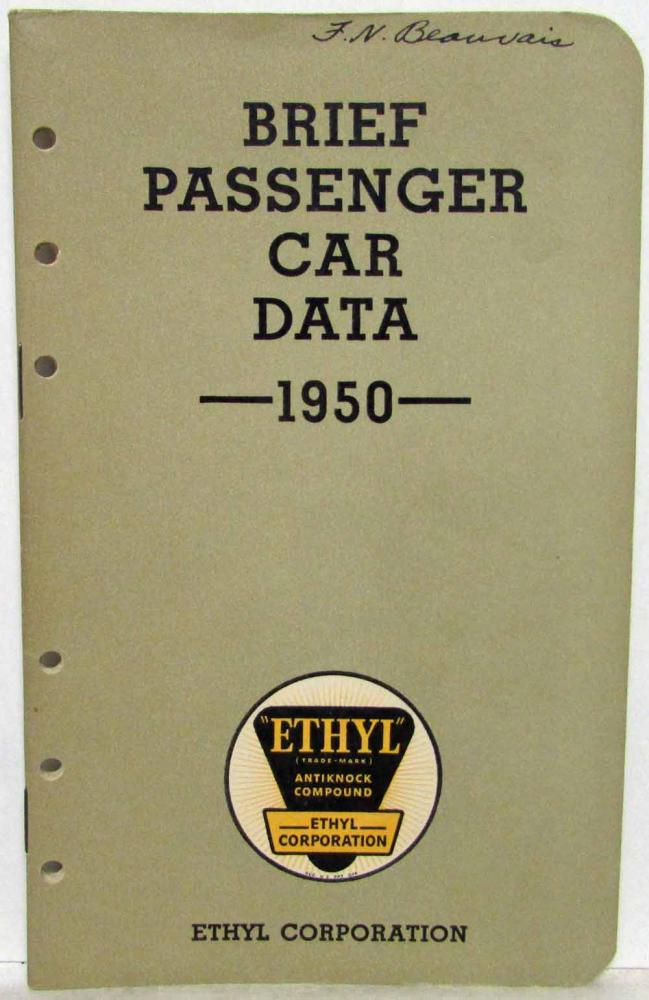 F.N. Beauvais
BRIEF
PASSENGER
CAR
DATA
—1950—
"ETHYL"
(TRADE-MARK)
ANTIKNOCK
COMPOUND
ETHYL
CORPORATION
ETHYL CORPORATION